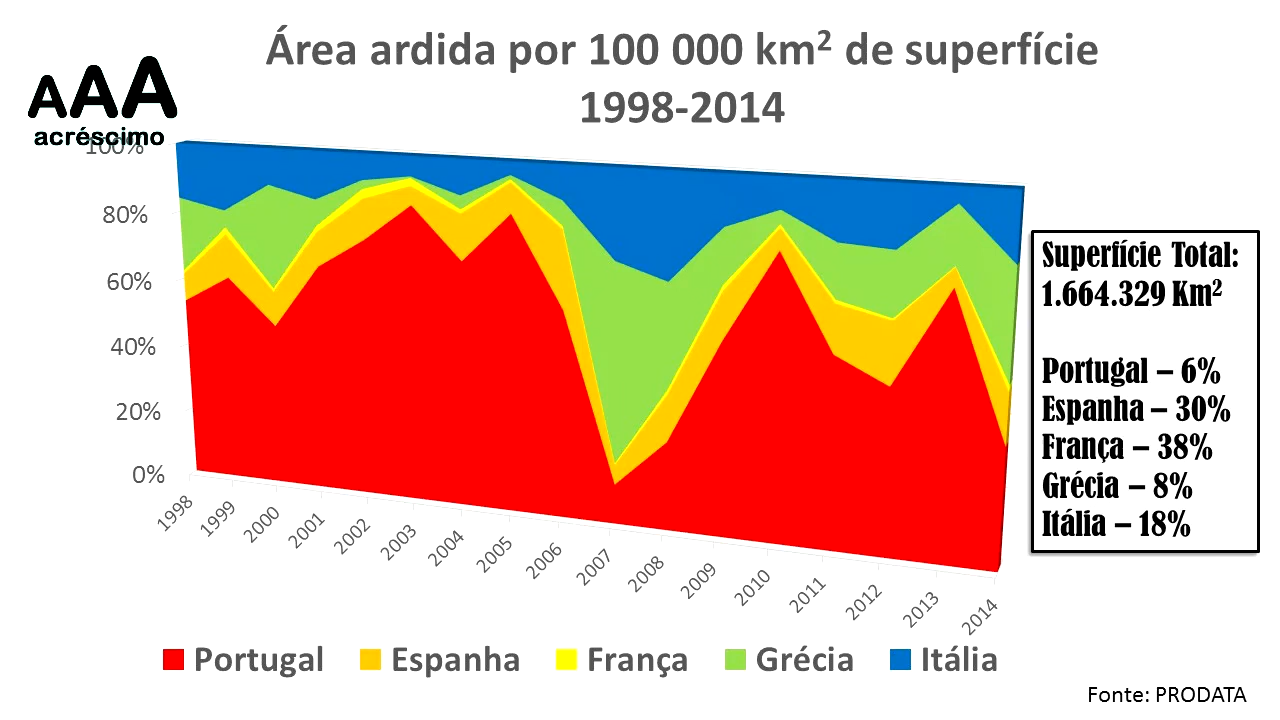 Área ardida por 100 000 km² de superfície
1998-2014
AAA
acréscimo
100%
80%
60%
40%
20%
0%
1998
1999
2000
2001
2002
2003
2004
2005
2006
2007
2008
2009
2010
2011
2012
2013
2014
Superfície Total:
1.664.329 Km²
Portugal – 6%
Espanha – 30%
França – 38%
Grécia – 8%
Itália – 18%
Portugal Espanha França Grécia Itália
Fonte: PRODATA